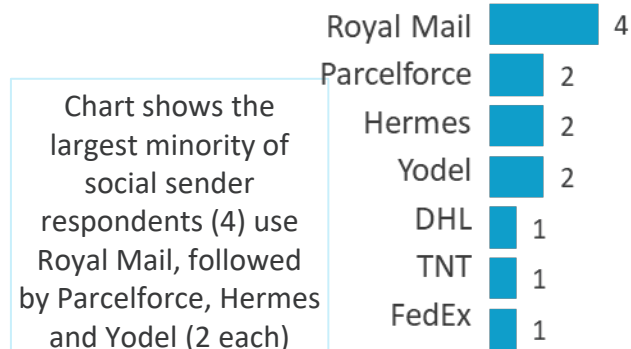 Chart shows the
largest minority of
social sender
respondents (4) use
Royal Mail, followed
by Parcelforce, Hermes
and Yodel (2 each)
Royal Mail 4
Parcelforce 2
Hermes 2
Yodel 2
DHL 1
TNT 1
FedEx 1